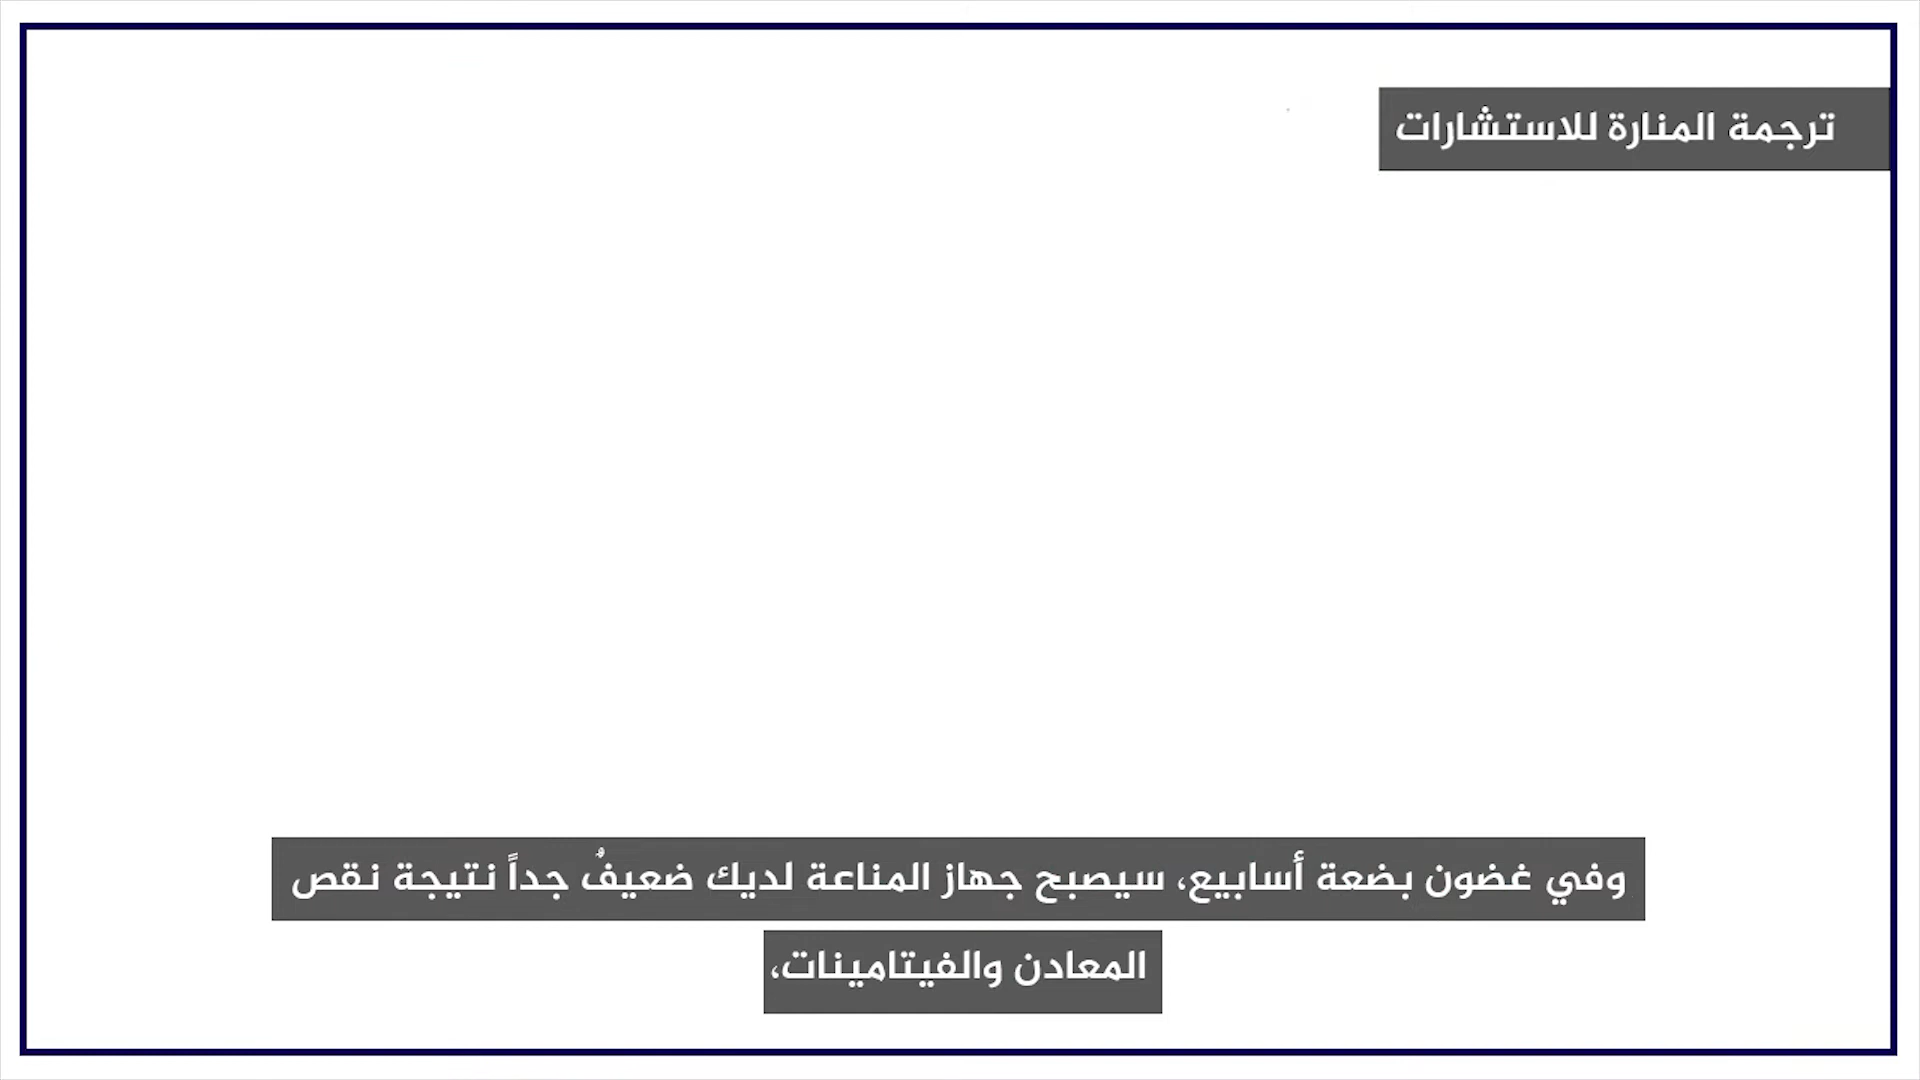 ترجمة المنارة للاستشارات
وفي غضون بضعة أسابيع، سيصبح جهاز المناعة لديك ضعيفٌ جداً نتيجة نقص
المعادن والفيتامينات،